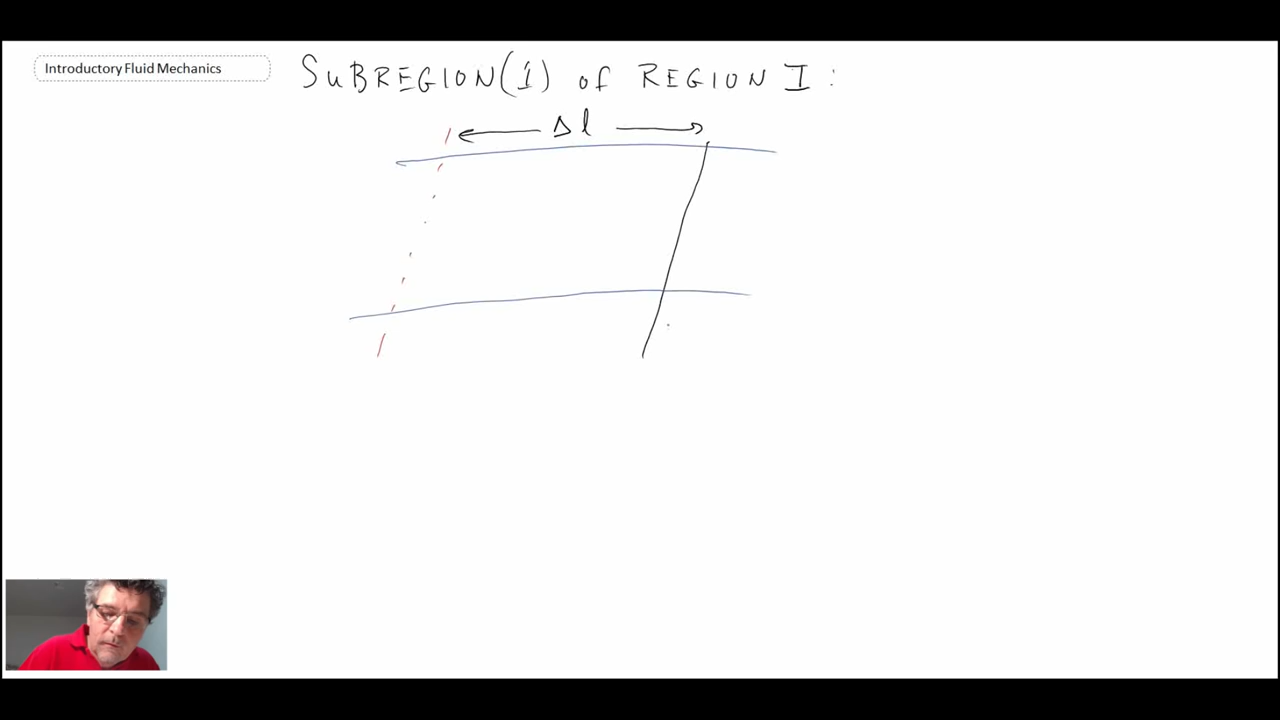 Introductory Fluid Mechanics
SUBREGION(1) of REGION I :
Δl